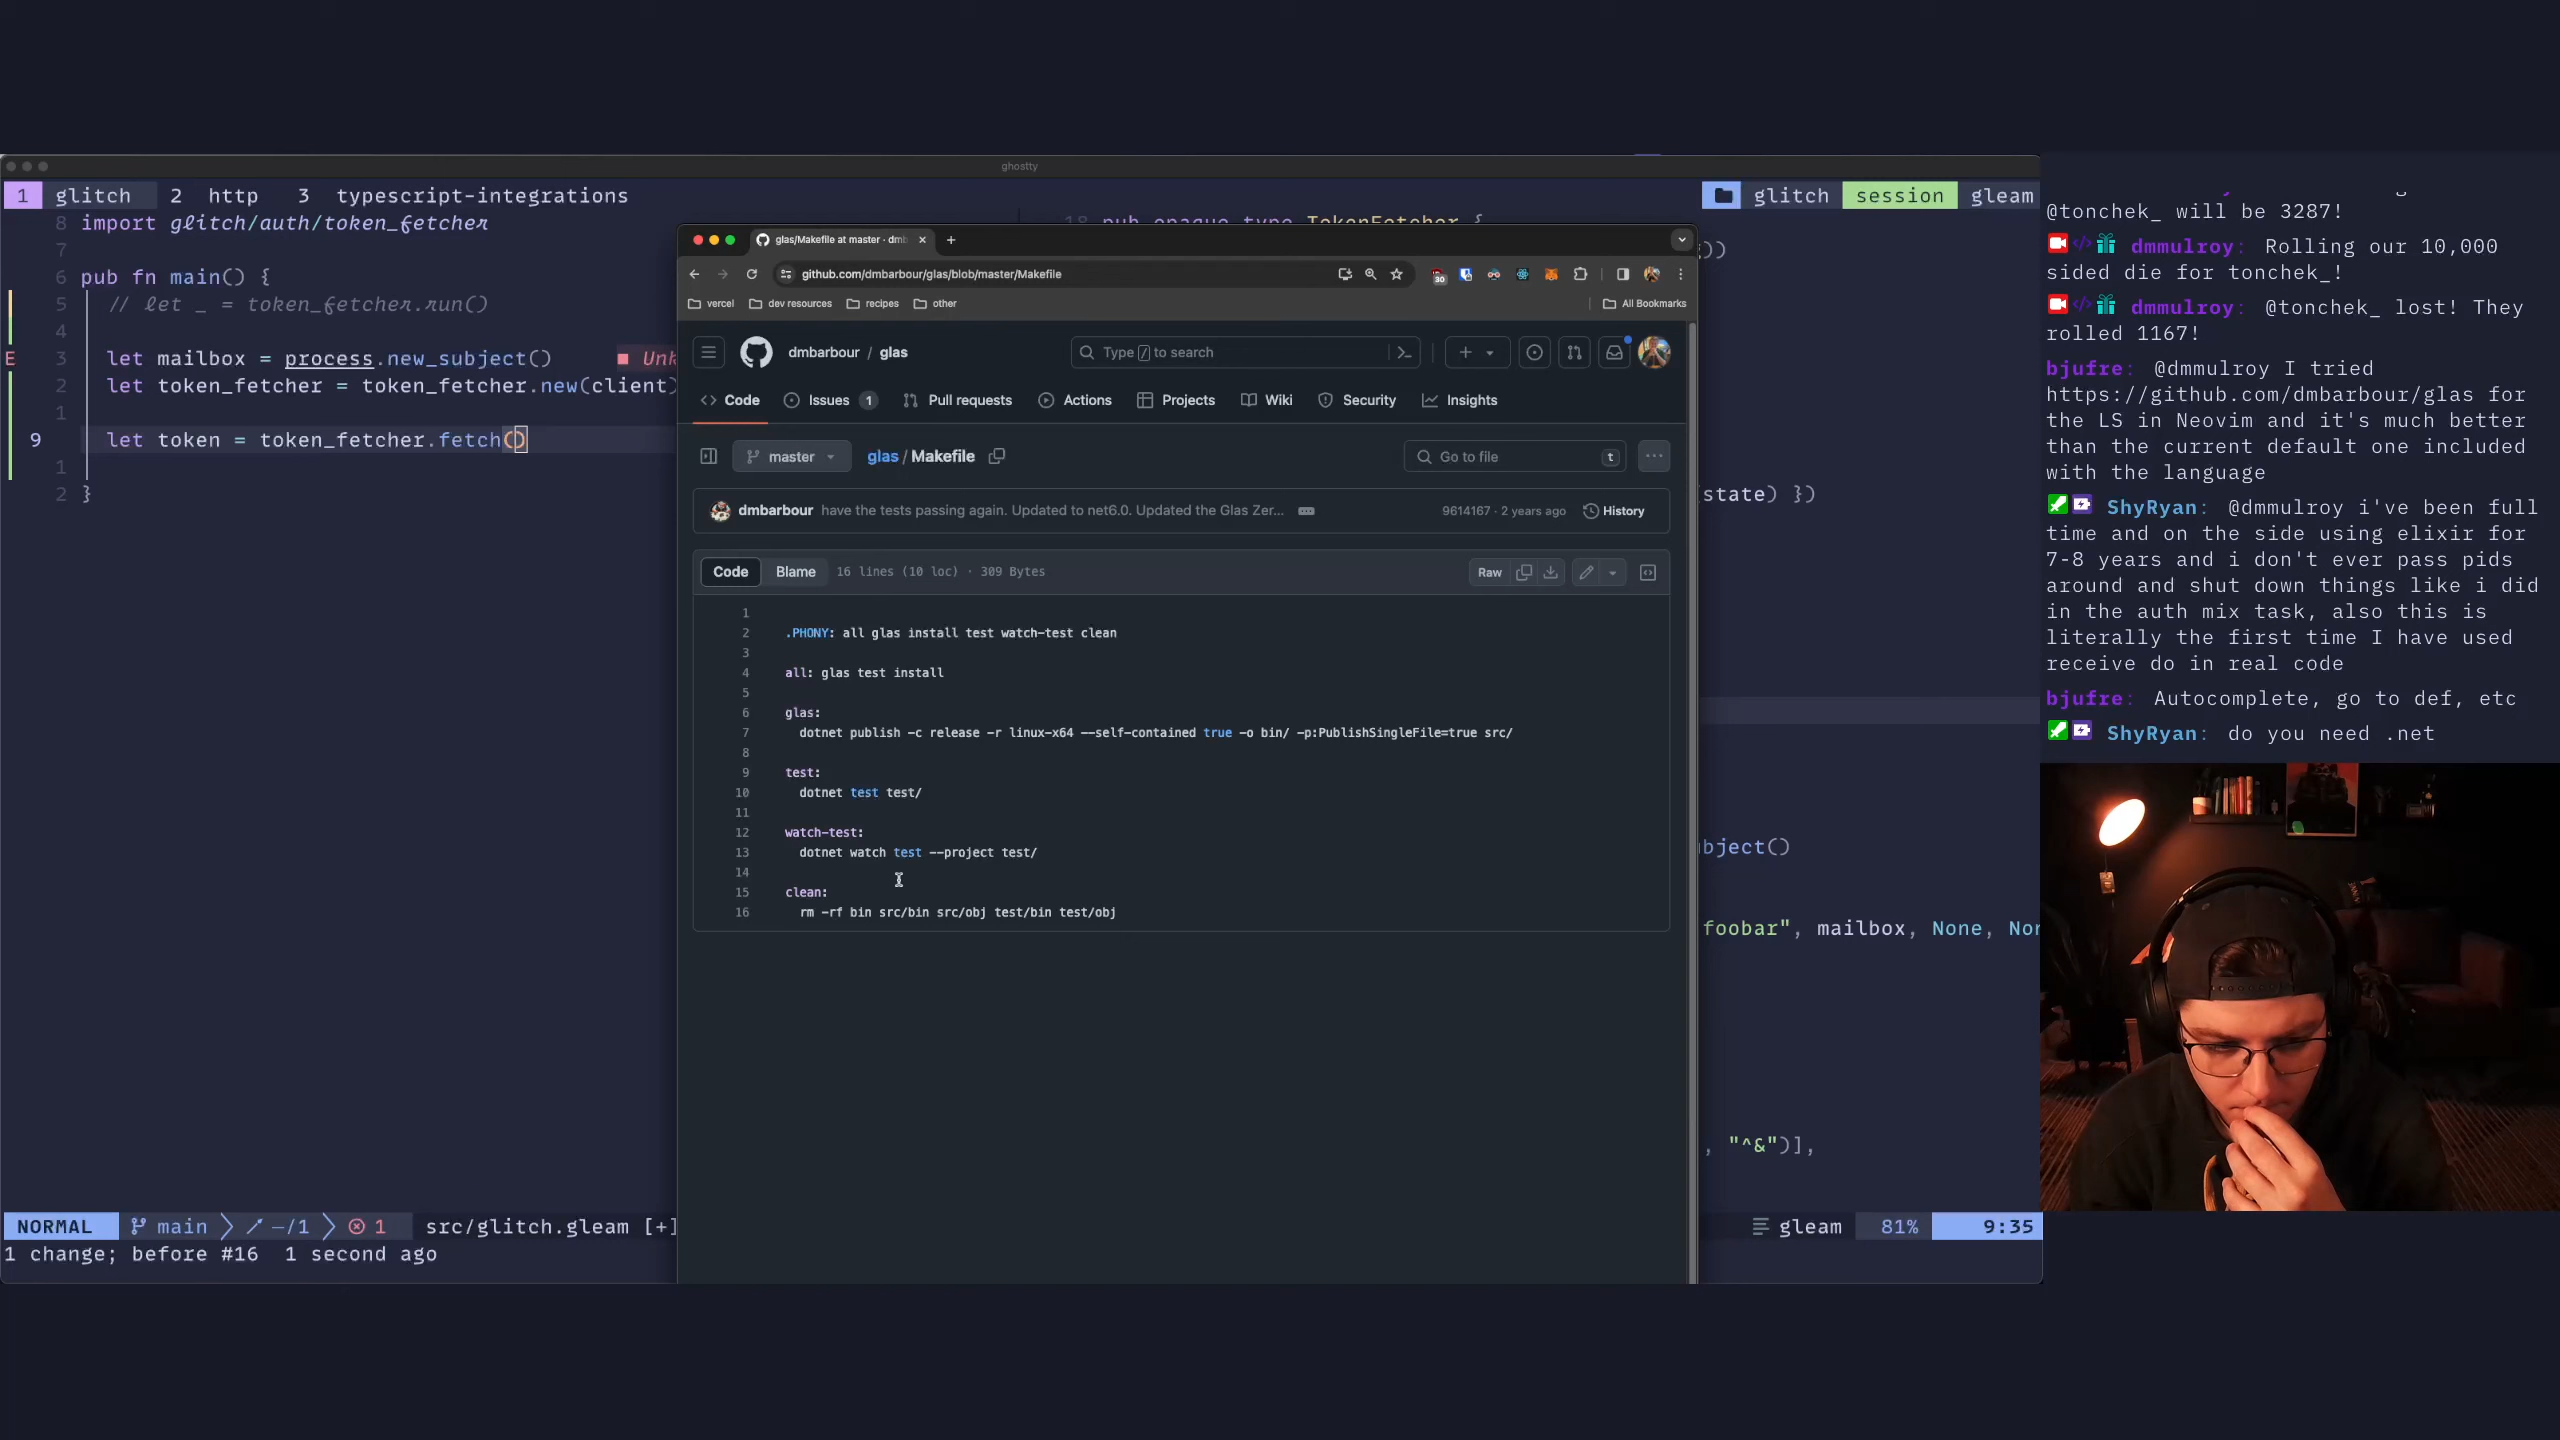 ghostty
1 glitch 2 http 3 typescript-integrations
glitch session gleam
8 import glitch/auth/token_fetcher
7
6 pub fn main() {
5 // let _ = token_fetcher.run()
4
E 3 let mailbox = process.new_subject() ■ Unk
2 let token_fetcher = token_fetcher.new(client)
1
9 let token = token_fetcher.fetch()
1
2 }
NORMAL main -/1 1 src/glitch.gleam [+]
1 change; before #16 1 second ago
18 pub opaque type TokenFetcher {
))
state) })
bject()
foobar", mailbox, None, Non
, "^&")],
gleam 81% 9:35
glas/Makefile at master · dmb
github.com/dmbarbour/glas/blob/master/Makefile
30
vercel dev resources recipes other All Bookmarks
dmbarbour / glas
Type / to search
Code Issues 1 Pull requests Actions Projects Wiki Security Insights
master glas / Makefile
Go to file t
dmbarbour have the tests passing again. Updated to net6.0. Updated the Glas Zer...
9614167 · 2 years ago History
Code Blame 16 lines (10 loc) · 309 Bytes
Raw
1
2 .PHONY: all glas install test watch-test clean
3
4 all: glas test install
5
6 glas:
7 dotnet publish -c release -r linux-x64 --self-contained true -o bin/ -p:PublishSingleFile=true src/
8
9 test:
10 dotnet test test/
11
12 watch-test:
13 dotnet watch test --project test/
14
15 clean:
16 rm -rf bin src/bin src/obj test/bin test/obj
@tonchek_ will be 3287!
dmmulroy: Rolling our 10,000
sided die for tonchek_!
dmmulroy: @tonchek_ lost! They
rolled 1167!
bjufre: @dmmulroy I tried
https://github.com/dmbarbour/glas for
the LS in Neovim and it's much better
than the current default one included
with the language
ShyRyan: @dmmulroy i've been full
time and on the side using elixir for
7-8 years and i don't ever pass pids
around and shut down things like i did
in the auth mix task, also this is
literally the first time I have used
receive do in real code
bjufre: Autocomplete, go to def, etc
ShyRyan: do you need .net